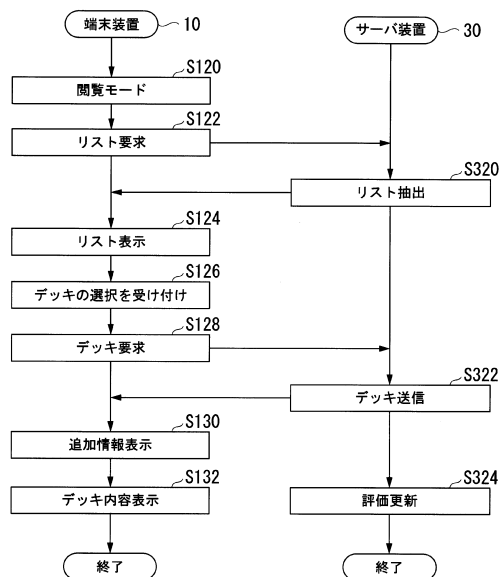 端末装置
10
サーバ装置
30
S120
閲覧モード
S122
リスト要求
S320
リスト抽出
S124
リスト表示
S126
デッキの選択を受け付け
S128
デッキ要求
S322
デッキ送信
S130
追加情報表示
S132
デッキ内容表示
S324
評価更新
終了
終了